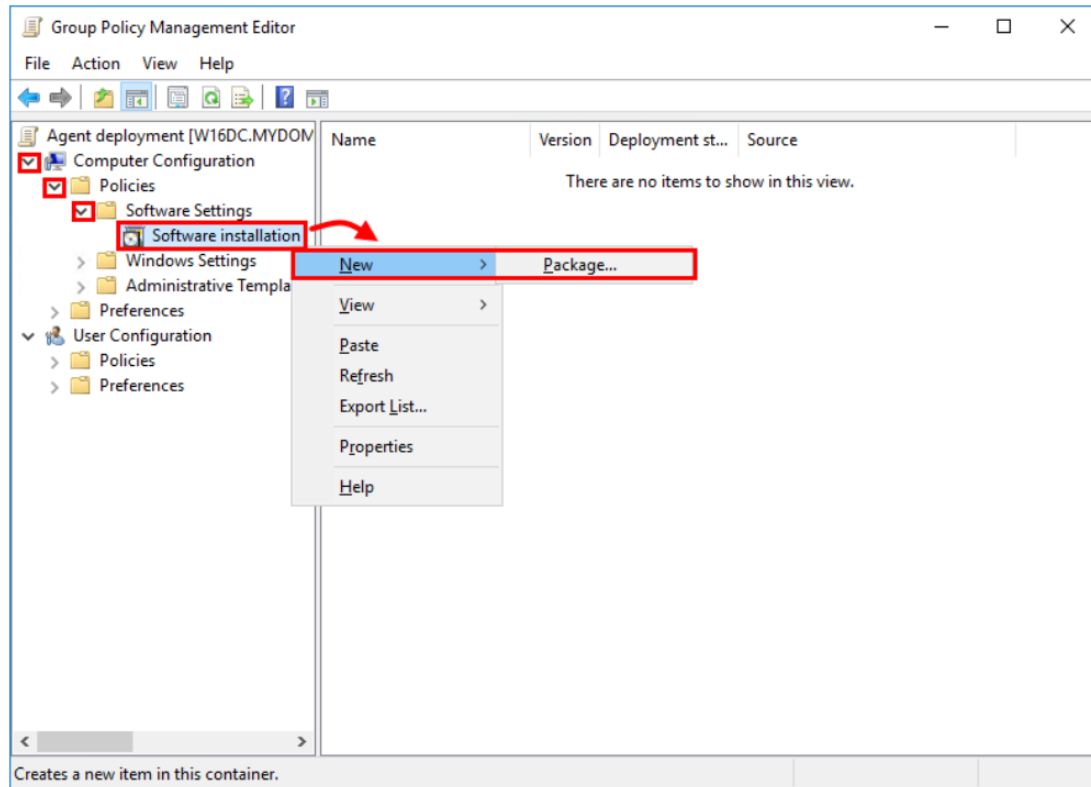 Group Policy Management Editor
File Action View Help
Agent deployment [W16DC.MYDOM
Name Version Deployment st... Source
Computer Configuration
There are no items to show in this view.
Policies
Software Settings
Software installation
Windows Settings
New Package...
Administrative Templa
View
Preferences
User Configuration
Paste
Policies
Refresh
Preferences
Export List...
Properties
Help
Creates a new item in this container.